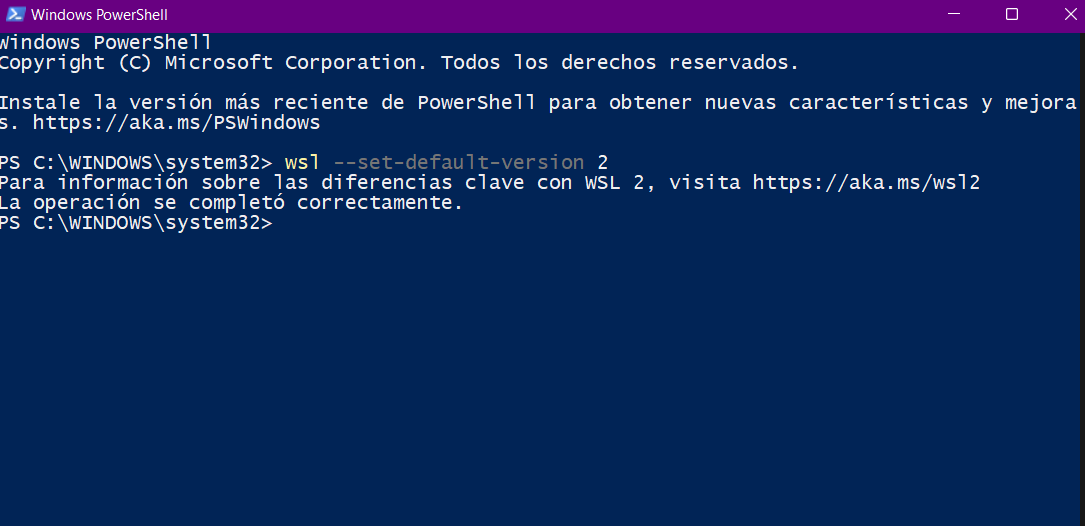 Windows PowerShell
Windows PowerShell
Copyright (C) Microsoft Corporation. Todos los derechos reservados.
Instale la versión más reciente de PowerShell para obtener nuevas características y mejora
s. https://aka.ms/PSWindows
PS C:\WINDOWS\system32> wsl --set-default-version 2
Para información sobre las diferencias clave con WSL 2, visita https://aka.ms/wsl2
La operación se completó correctamente.
PS C:\WINDOWS\system32>